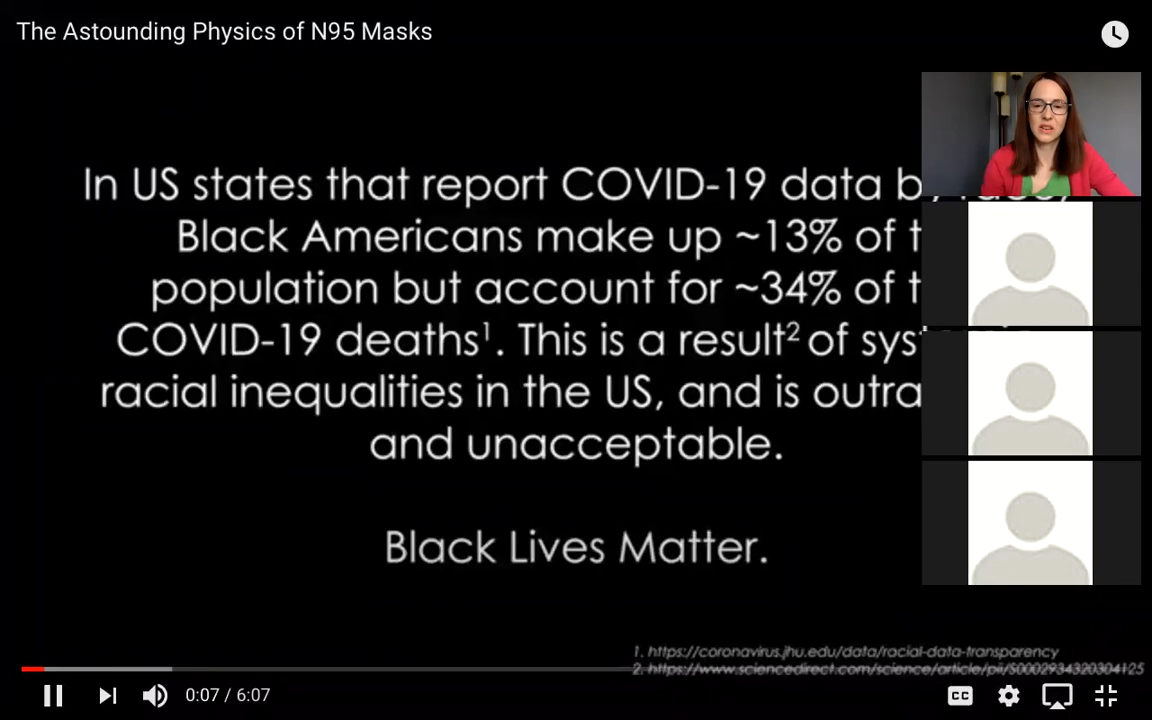 The Astounding Physics of N95 Masks
In US states that report COVID-19 data
Black Americans make up ~13% of
population but account for ~34% of
COVID-19 deaths¹. This is a result² of
racial inequalities in the US, and is
and unacceptable.
Black Lives Matter.
1. https://coronavirus.jhu.edu/data/racial-data-transparency
2. https://www.sciencedirect.com/science/article/pii/S0002934320304125
0:07 / 6:07
CC